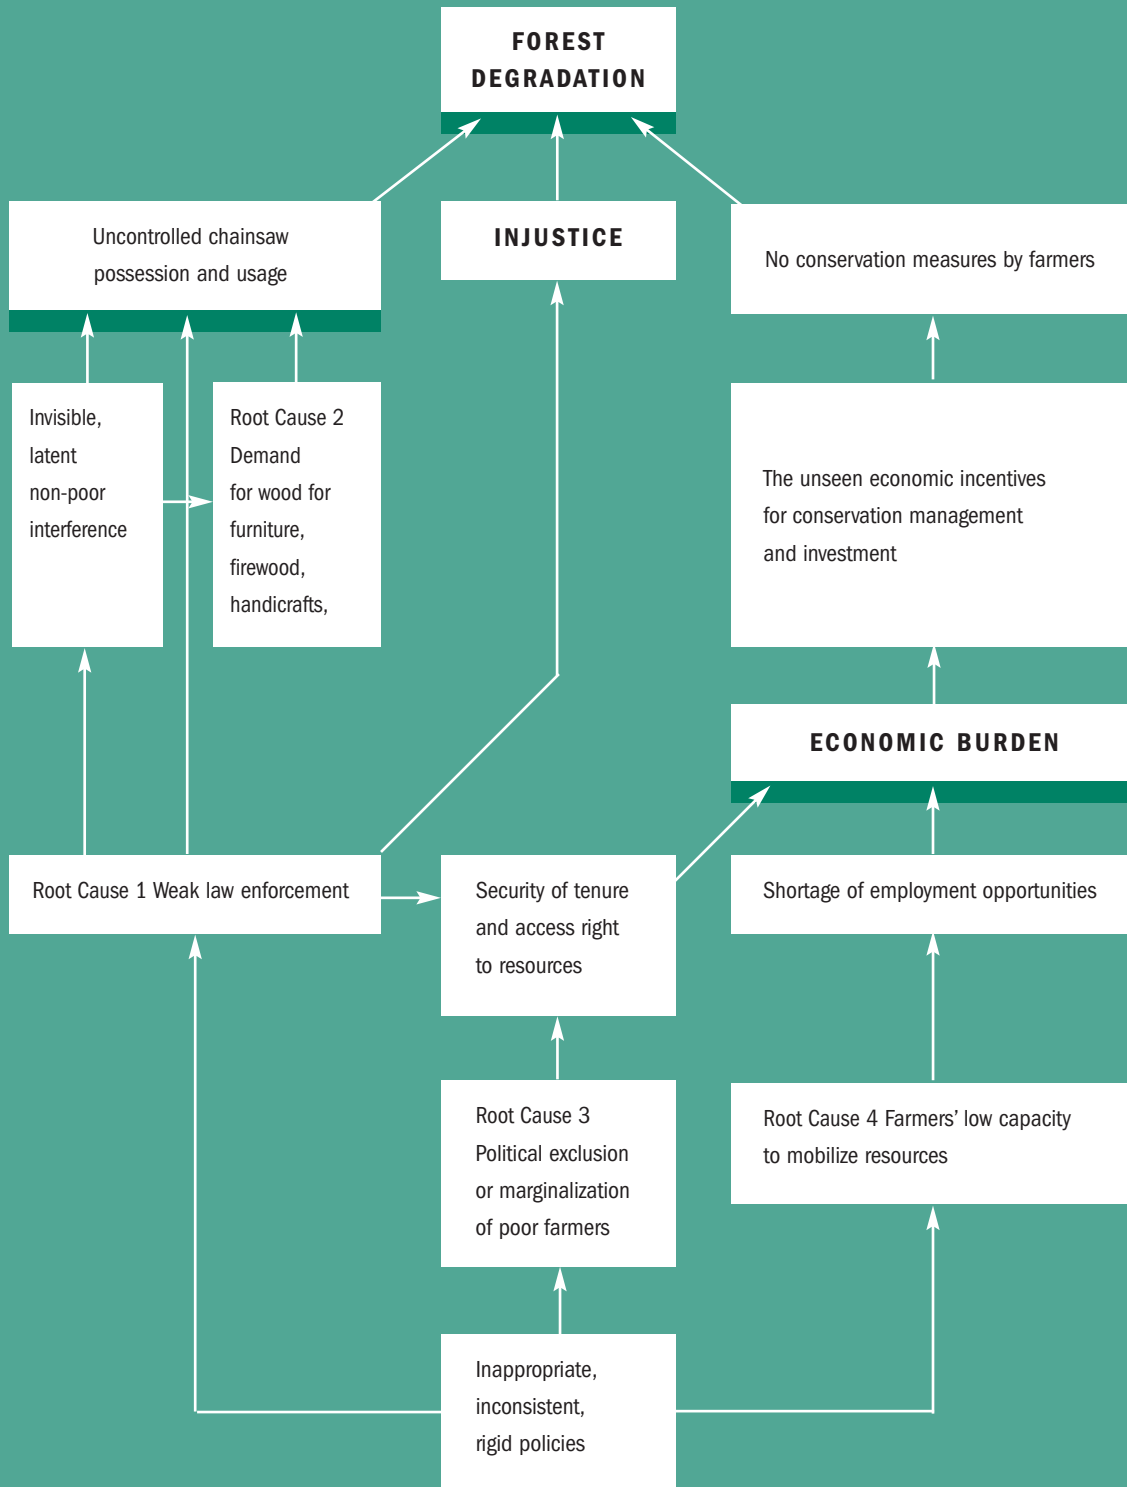 FOREST
DEGRADATION
Uncontrolled chainsaw
possession and usage
INJUSTICE
No conservation measures by farmers
Invisible,
latent
non-poor
interference
Root Cause 2
Demand
for wood for
furniture,
firewood,
handicrafts,
The unseen economic incentives
for conservation management
and investment
ECONOMIC BURDEN
Root Cause 1 Weak law enforcement
Security of tenure
and access right
to resources
Shortage of employment opportunities
Root Cause 3
Political exclusion
or marginalization
of poor farmers
Root Cause 4 Farmers’ low capacity
to mobilize resources
Inappropriate,
inconsistent,
rigid policies